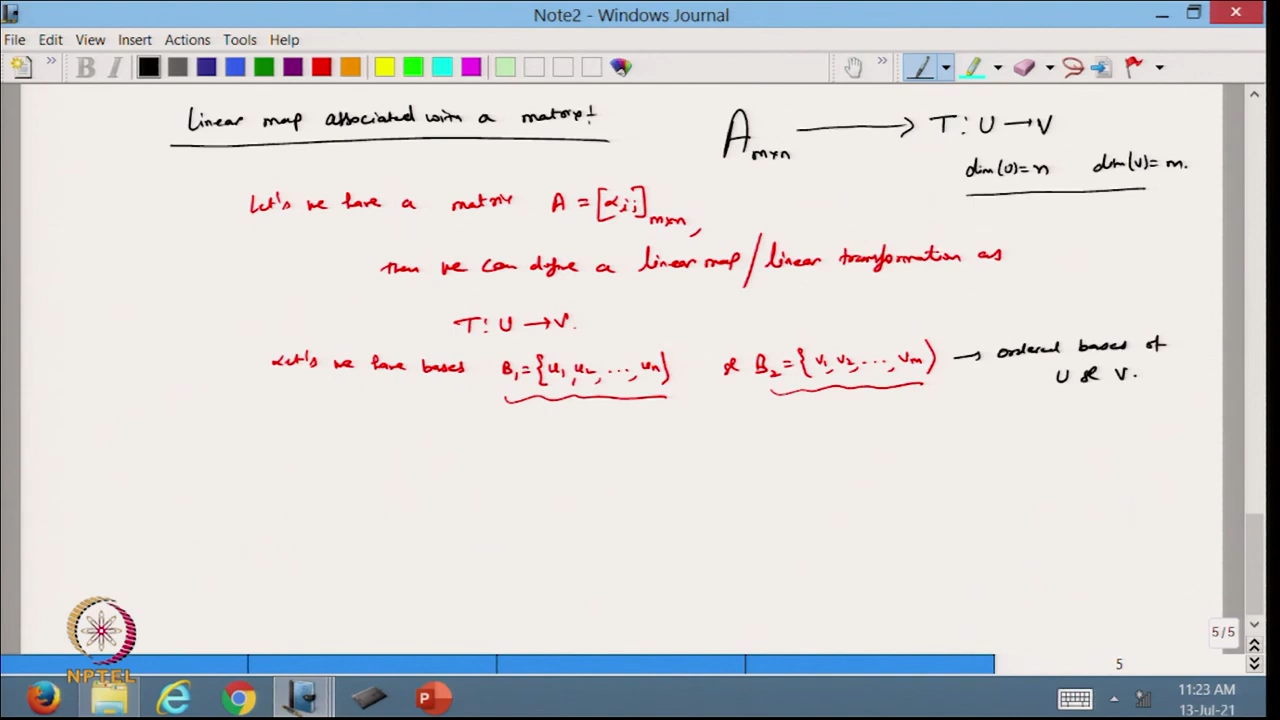 Note2 - Windows Journal
File Edit View Insert Actions Tools Help
Linear map associated with a matrix:
A m×n ⟶ T: U → V
dim(U)=n dim(V)= m.
Let's we have a matrix A = [αij] m×n,
then we can define a linear map / linear transformation as
T: U → V.
Let's we have bases B1 = {u1, u2, ..., un} & B2 = {v1, v2, ..., vm} → ordered bases of
U & V.
NPTEL
5/5
5
11:23 AM
13-Jul-21